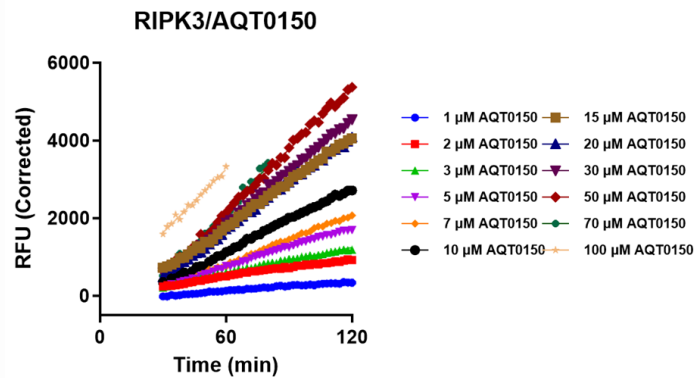 RIPK3/AQT0150
RFU (Corrected)
6000
4000
2000
0
0 60 120
Time (min)
1 µM AQT0150 15 µM AQT0150
2 µM AQT0150 20 µM AQT0150
3 µM AQT0150 30 µM AQT0150
5 µM AQT0150 50 µM AQT0150
7 µM AQT0150 70 µM AQT0150
10 µM AQT0150 100 µM AQT0150